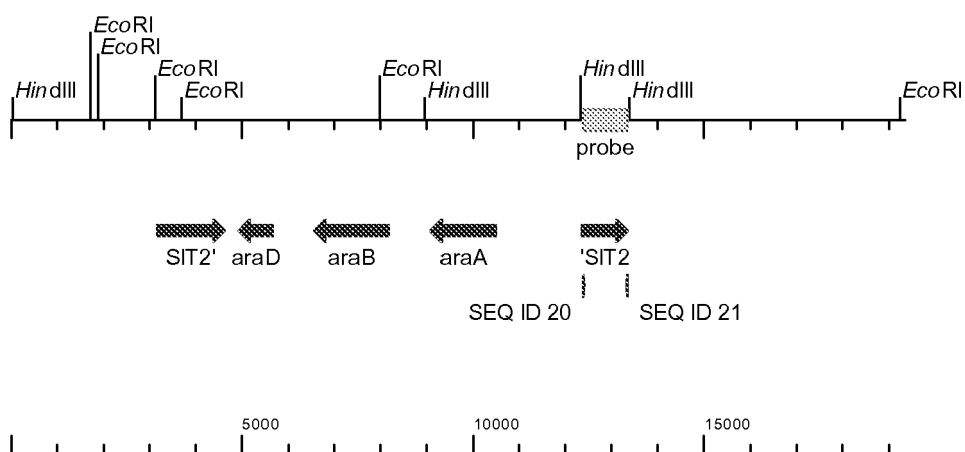 EcoRI
EcoRI
EcoRI
EcoRI
HindIII
HindIII
EcoRI
HindIII
HindIII
EcoRI
probe
SIT2' araD araB araA 'SIT2
SEQ ID 20 SEQ ID 21
5000 10000 15000